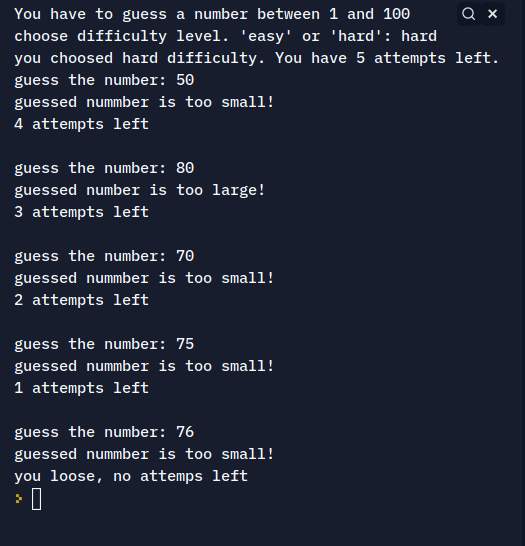 You have to guess a number between 1 and 100
choose difficulty level. 'easy' or 'hard': hard
you choosed hard difficulty. You have 5 attempts left.
guess the number: 50
guessed nummber is too small!
4 attempts left
guess the number: 80
guessed number is too large!
3 attempts left
guess the number: 70
guessed nummber is too small!
2 attempts left
guess the number: 75
guessed nummber is too small!
1 attempts left
guess the number: 76
guessed nummber is too small!
you loose, no attemps left